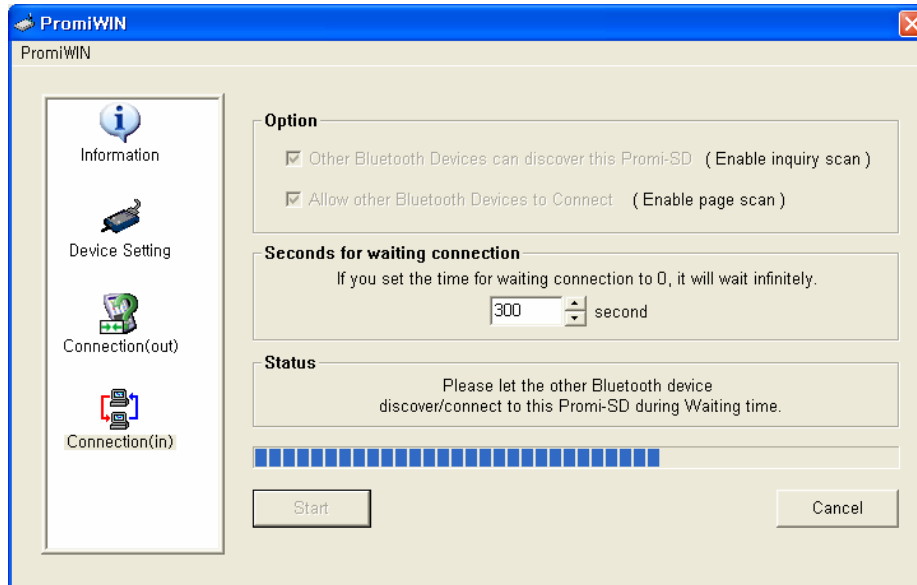 PromiWIN
PromiWIN
Information
Device Setting
Connection(out)
Connection(in)
Option
Other Bluetooth Devices can discover this Promi-SD ( Enable inquiry scan )
Allow other Bluetooth Devices to Connect ( Enable page scan )
Seconds for waiting connection
If you set the time for waiting connection to 0, it will wait infinitely.
300 second
Status
Please let the other Bluetooth device
discover/connect to this Promi-SD during Waiting time.
Start Cancel